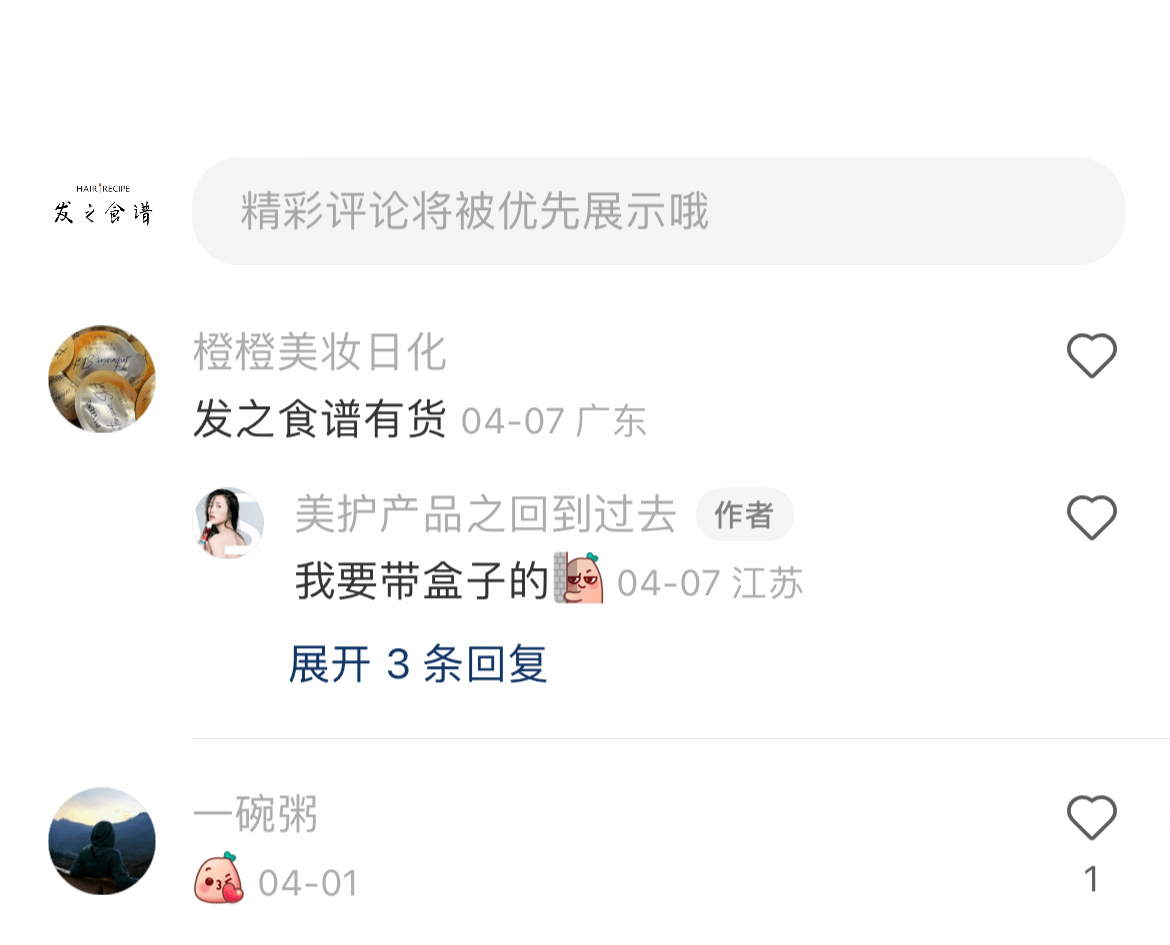 HAIR RECIPE
发之食谱
精彩评论将被优先展示哦
橙橙美妆日化
发之食谱有货 04-07 广东
美护产品之回到过去 作者
我要带盒子的 04-07 江苏
展开 3 条回复
一碗粥
04-01
1